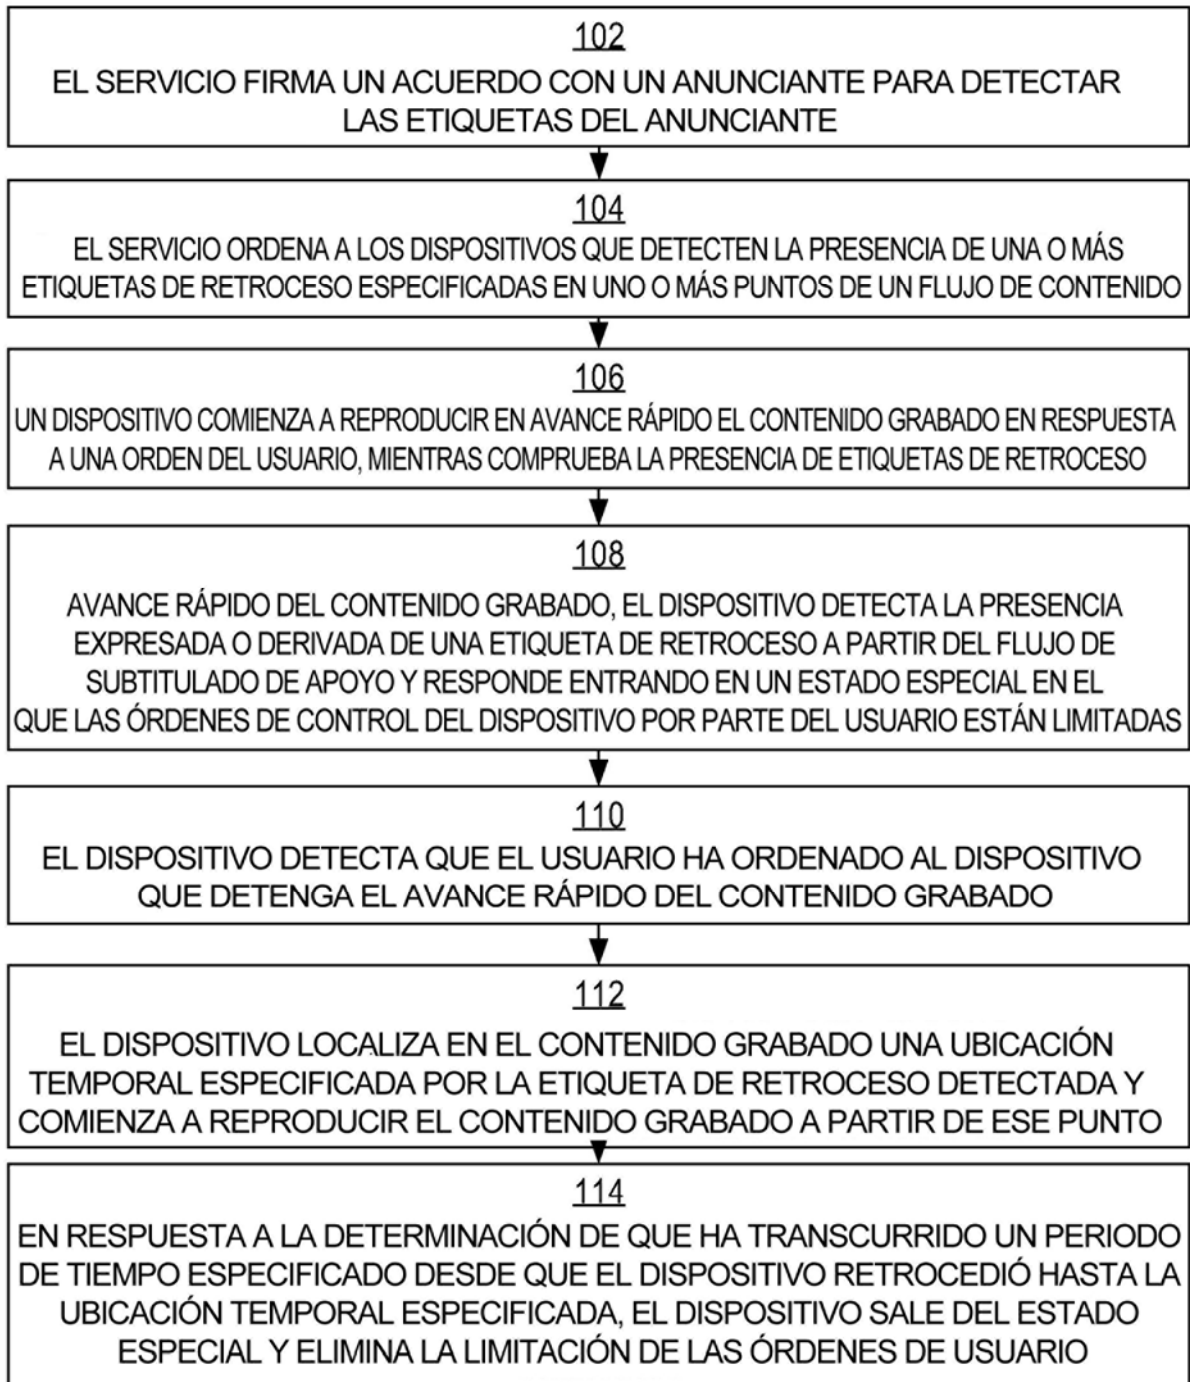 102
EL SERVICIO FIRMA UN ACUERDO CON UN ANUNCIANTE PARA DETECTAR
LAS ETIQUETAS DEL ANUNCIANTE
104
EL SERVICIO ORDENA A LOS DISPOSITIVOS QUE DETECTEN LA PRESENCIA DE UNA O MÁS
ETIQUETAS DE RETROCESO ESPECIFICADAS EN UNO O MÁS PUNTOS DE UN FLUJO DE CONTENIDO
106
UN DISPOSITIVO COMIENZA A REPRODUCIR EN AVANCE RÁPIDO EL CONTENIDO GRABADO EN RESPUESTA
A UNA ORDEN DEL USUARIO, MIENTRAS COMPRUEBA LA PRESENCIA DE ETIQUETAS DE RETROCESO
108
AVANCE RÁPIDO DEL CONTENIDO GRABADO, EL DISPOSITIVO DETECTA LA PRESENCIA
EXPRESADA O DERIVADA DE UNA ETIQUETA DE RETROCESO A PARTIR DEL FLUJO DE
SUBTITULADO DE APOYO Y RESPONDE ENTRANDO EN UN ESTADO ESPECIAL EN EL
QUE LAS ÓRDENES DE CONTROL DEL DISPOSITIVO POR PARTE DEL USUARIO ESTÁN LIMITADAS
110
EL DISPOSITIVO DETECTA QUE EL USUARIO HA ORDENADO AL DISPOSITIVO
QUE DETENGA EL AVANCE RÁPIDO DEL CONTENIDO GRABADO
112
EL DISPOSITIVO LOCALIZA EN EL CONTENIDO GRABADO UNA UBICACIÓN
TEMPORAL ESPECIFICADA POR LA ETIQUETA DE RETROCESO DETECTADA Y
COMIENZA A REPRODUCIR EL CONTENIDO GRABADO A PARTIR DE ESE PUNTO
114
EN RESPUESTA A LA DETERMINACIÓN DE QUE HA TRANSCURRIDO UN PERIODO
DE TIEMPO ESPECIFICADO DESDE QUE EL DISPOSITIVO RETROCEDIÓ HASTA LA
UBICACIÓN TEMPORAL ESPECIFICADA, EL DISPOSITIVO SALE DEL ESTADO
ESPECIAL Y ELIMINA LA LIMITACIÓN DE LAS ÓRDENES DE USUARIO